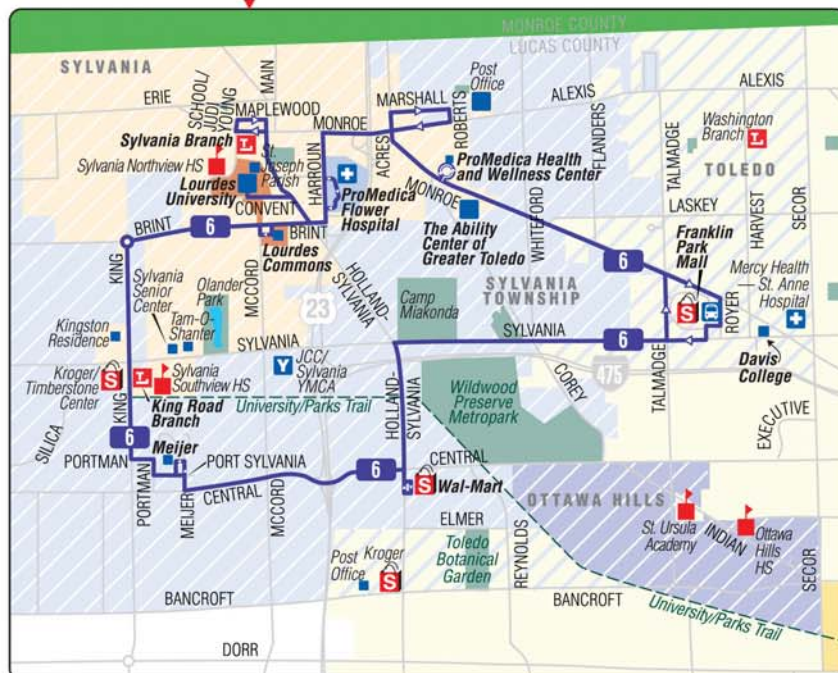 MONROE COUNTY
LUCAS COUNTY
SYLVANIA
MAIN
SCHOOL/
JUDI
YOUNG
ERIE
MAPLEWOOD
MARSHALL
Post
Office
ALEXIS
ALEXIS
MONROE
ROBERTS
FLANDERS
TALMADGE
Washington
Branch
L
Sylvania Branch
L
St.
Joseph
Parish
Sylvania Northview HS
HARROUN
ACRES
TOLEDO
ProMedica Health
and Wellness Center
Lourdes
University
ProMedica
Flower
Hospital
MONROE
CONVENT
The Ability
Center of
Greater Toledo
WHITEFORD
LASKEY
HARVEST
SECOR
BRINT
6
BRINT
Lourdes
Commons
Franklin
Park
Mall
S
6
KING
Sylvania
Senior
Center
Olander
Park
MCCORD
HOLLAND-
SYLVANIA
23
Camp
Miakonda
SYLVANIA
TOWNSHIP
Mercy Health
St. Anne
Hospital
ROYER
Tam-O-
Shanter
Kingston
Residence
SYLVANIA
SYLVANIA
6
Davis
College
Kroger/
Timberstone
Center
S
L
Sylvania
Southview HS
Y
JCC/
Sylvania
YMCA
475
COREY
TALMADGE
KING
King Road
Branch
University/Parks Trail
HOLLAND-
SYLVANIA
Wildwood
Preserve
Metropark
EXECUTIVE
SILICA
6
Meijer
PORTMAN
PORT SYLVANIA
6
CENTRAL
PORTMAN
MEIJER
CENTRAL
MCCORD
S
Wal-Mart
OTTAWA HILLS
ELMER
REYNOLDS
St. Ursula
Academy
INDIAN
Ottawa
Hills
HS
SECOR
Post
Office
Kroger
S
Toledo
Botanical
Garden
BANCROFT
BANCROFT
University/Parks Trail
DORR